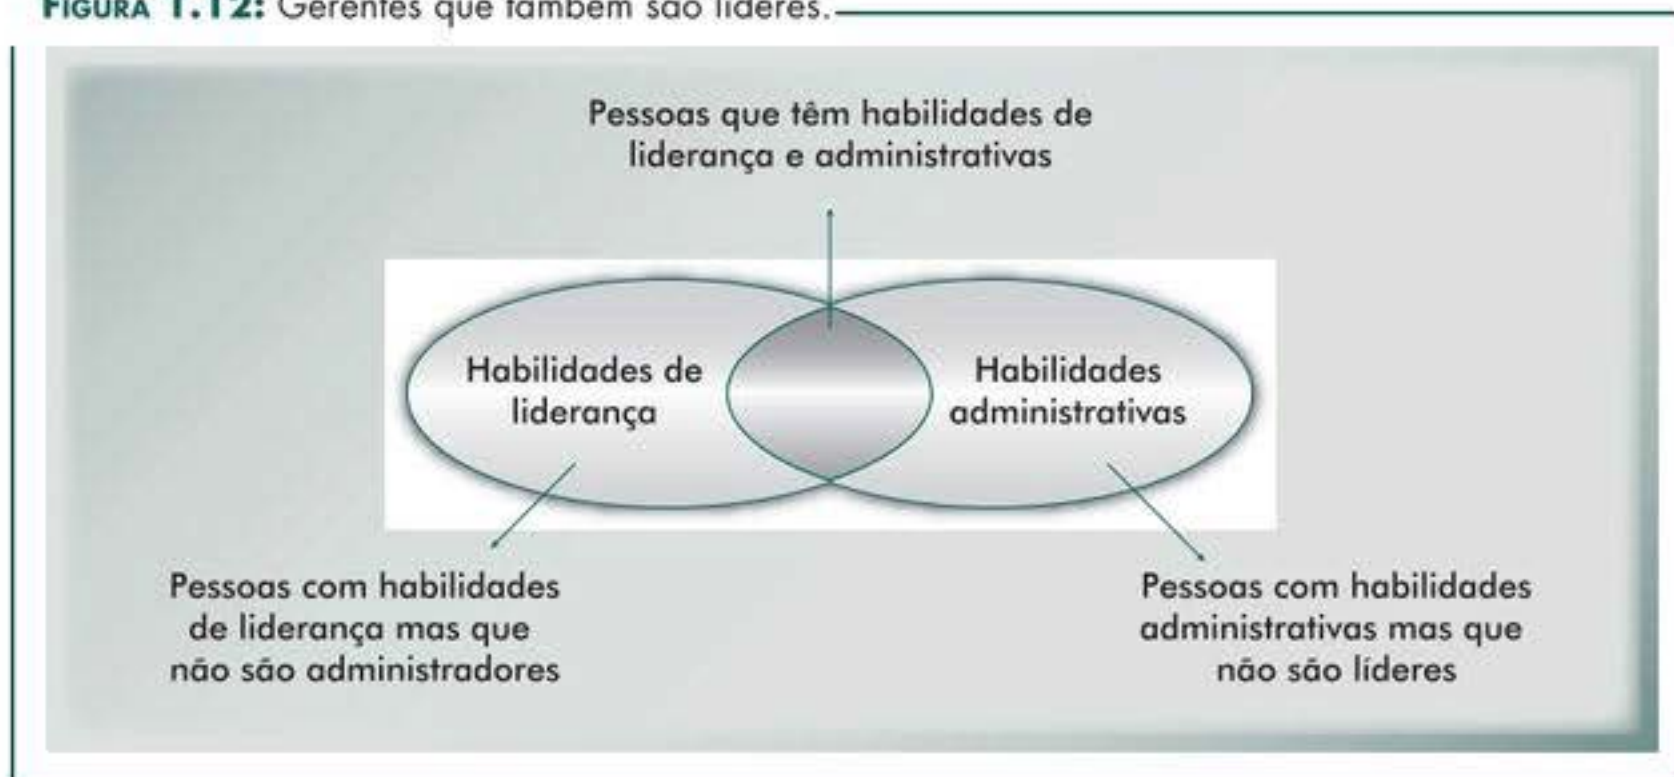 FIGURA 1.12: Gerentes que também são líderes.
Pessoas que têm habilidades de
liderança e administrativas
Habilidades de
liderança
Habilidades
administrativas
Pessoas com habilidades
de liderança mas que
não são administradores
Pessoas com habilidades
administrativas mas que
não são líderes